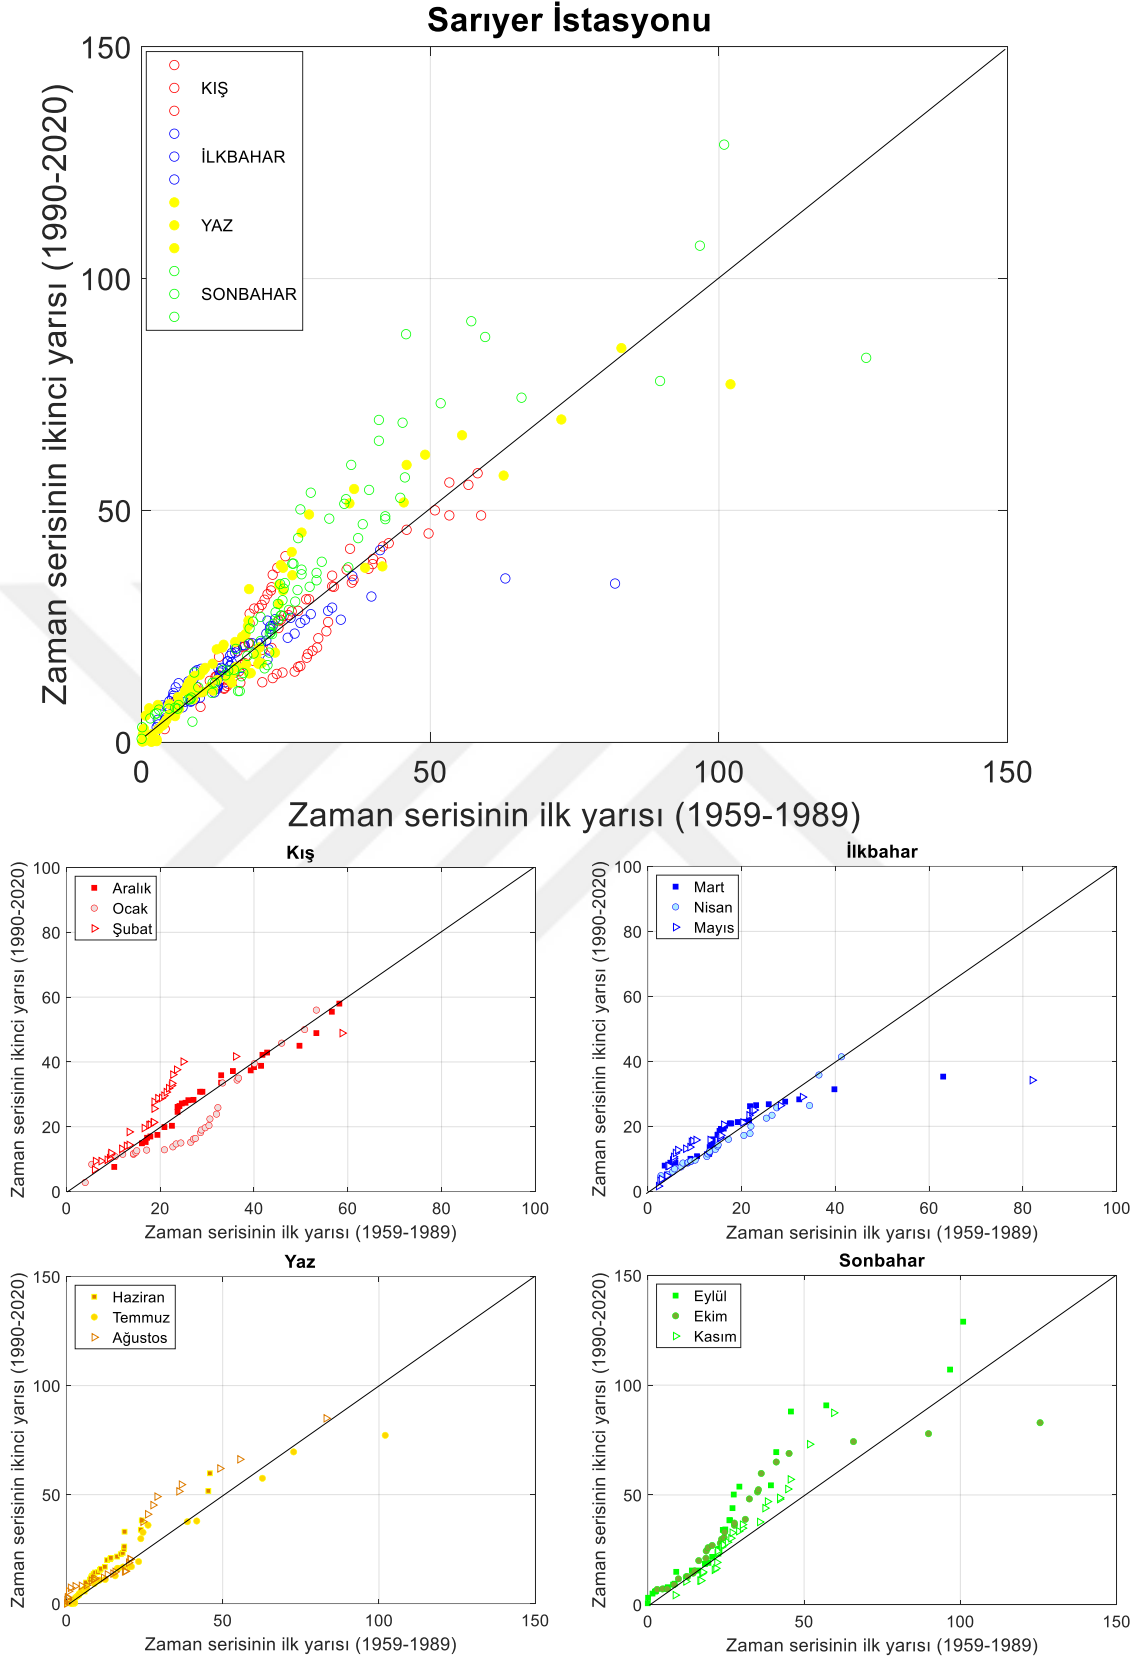 Sarıyer İstasyonu
150
100
50
0
0 50 100 150
KIŞ
İLKBAHAR
YAZ
SONBAHAR
Zaman serisinin ikinci yarısı (1990-2020)
Zaman serisinin ilk yarısı (1959-1989)
Kış
100
80
60
40
20
0
0 20 40 60 80 100
Aralık
Ocak
Şubat
Zaman serisinin ikinci yarısı (1990-2020)
Zaman serisinin ilk yarısı (1959-1989)
İlkbahar
100
80
60
40
20
0
0 20 40 60 80 100
Mart
Nisan
Mayıs
Zaman serisinin ikinci yarısı (1990-2020)
Zaman serisinin ilk yarısı (1959-1989)
Yaz
150
100
50
0
0 50 100 150
Haziran
Temmuz
Ağustos
Zaman serisinin ikinci yarısı (1990-2020)
Zaman serisinin ilk yarısı (1959-1989)
Sonbahar
150
100
50
0
0 50 100 150
Eylül
Ekim
Kasım
Zaman serisinin ikinci yarısı (1990-2020)
Zaman serisinin ilk yarısı (1959-1989)